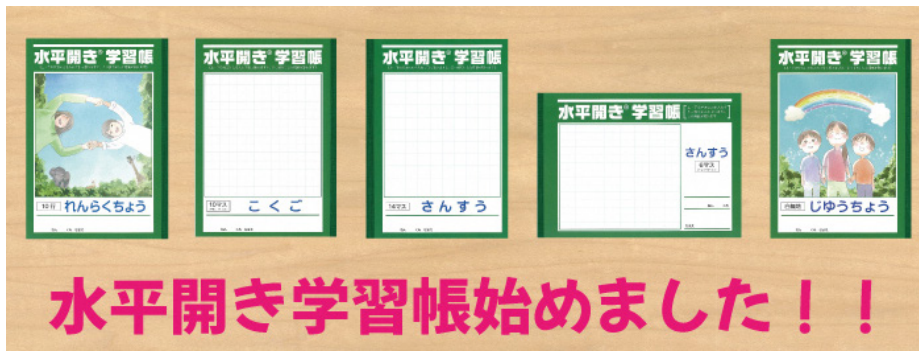 水平開き®学習帳
10行 れんらくちょう
水平開き®学習帳
10マス こくご
水平開き®学習帳
14マス さんすう
水平開き®学習帳
さんすう
6マス
水平開き®学習帳
じゆうちょう
水平開き学習帳始めました！！